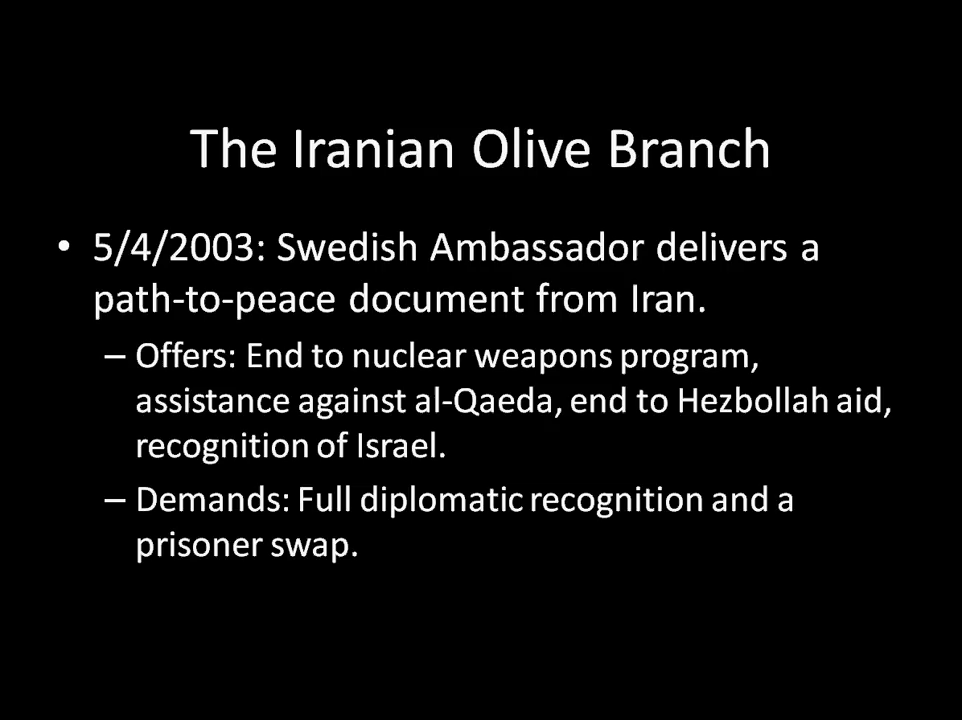 The Iranian Olive Branch
• 5/4/2003: Swedish Ambassador delivers a
path-to-peace document from Iran.
– Offers: End to nuclear weapons program,
assistance against al-Qaeda, end to Hezbollah aid,
recognition of Israel.
– Demands: Full diplomatic recognition and a
prisoner swap.